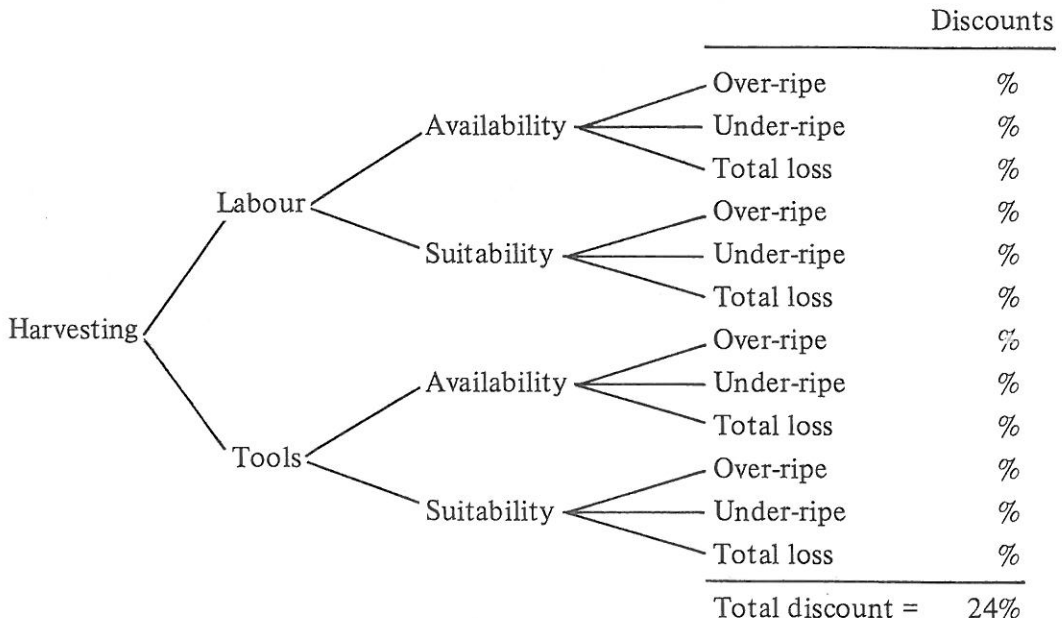 Discounts
Over-ripe %
Availability Under-ripe %
Total loss %
Labour
Over-ripe %
Suitability Under-ripe %
Total loss %
Harvesting
Over-ripe %
Availability Under-ripe %
Total loss %
Tools
Over-ripe %
Suitability Under-ripe %
Total loss %
Total discount = 24%